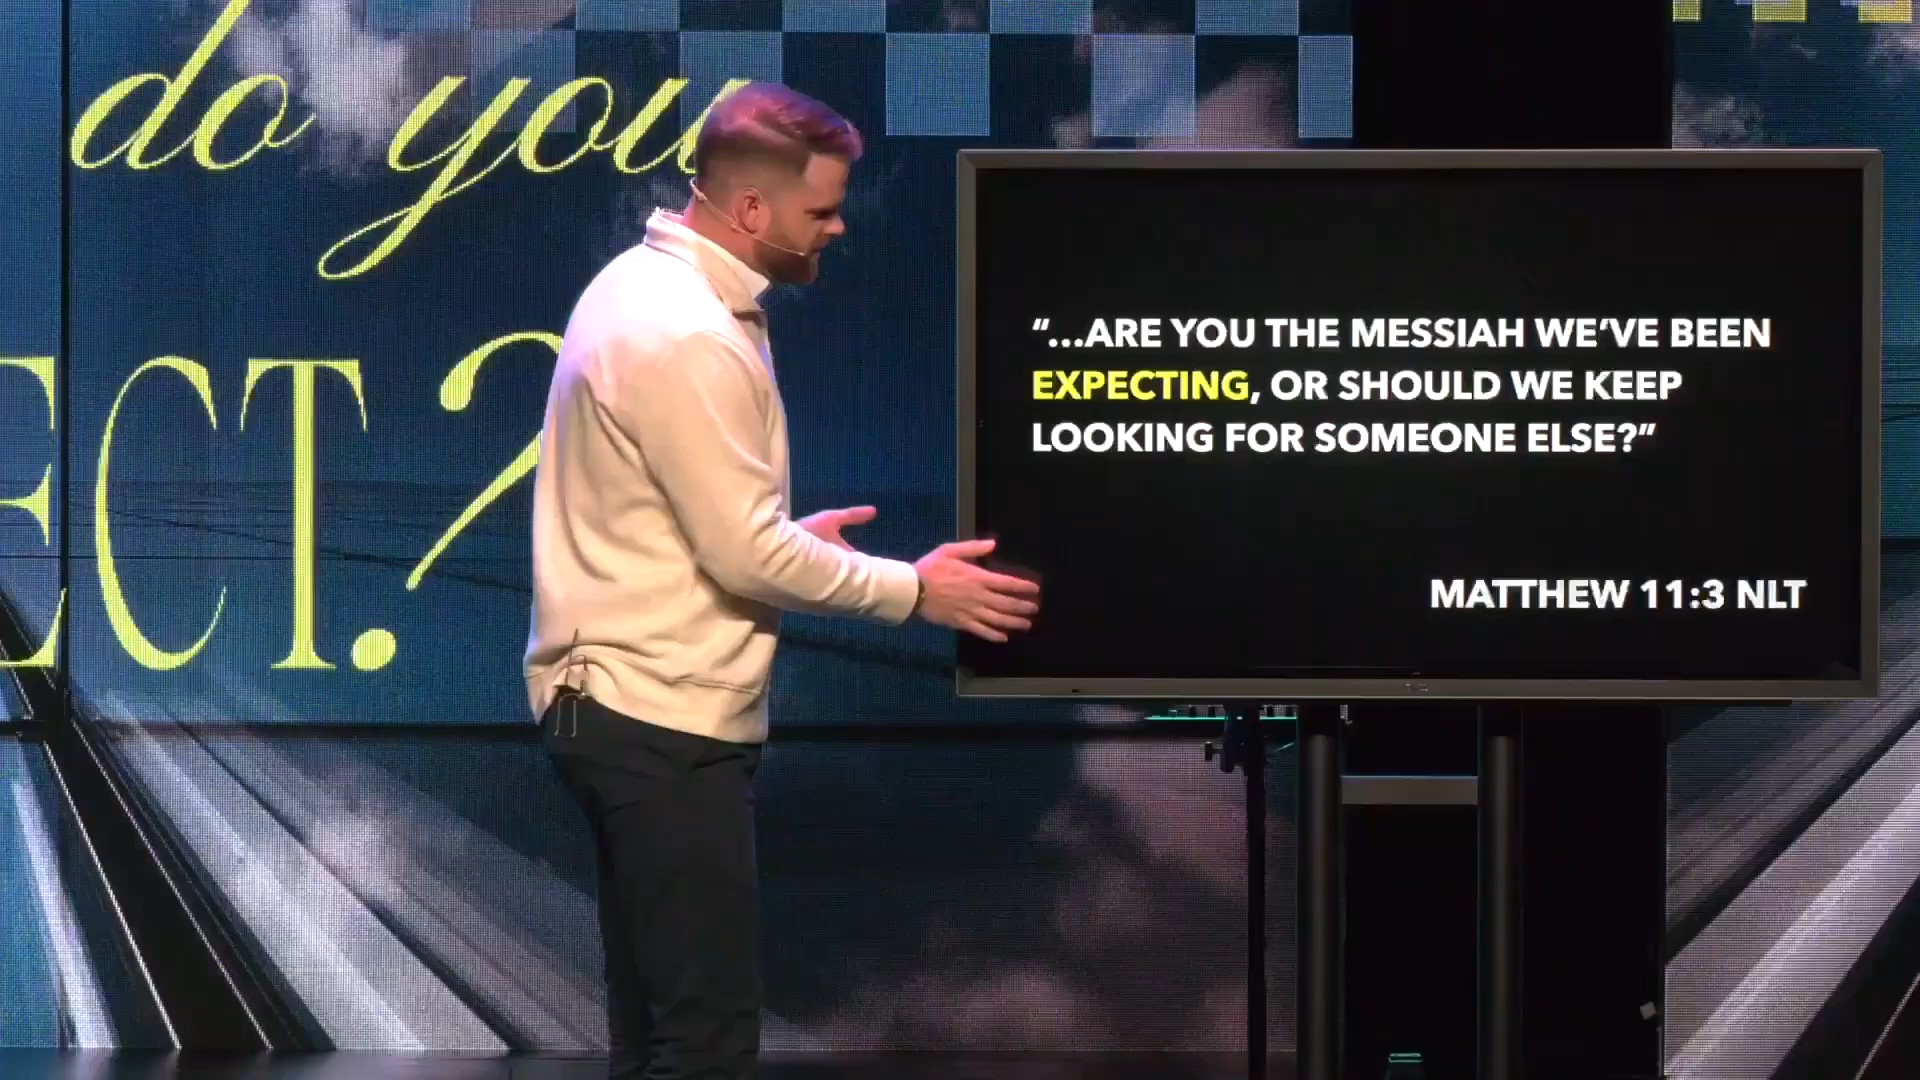 do you
ECT.?
“...ARE YOU THE MESSIAH WE’VE BEEN
EXPECTING, OR SHOULD WE KEEP
LOOKING FOR SOMEONE ELSE?”
MATTHEW 11:3 NLT